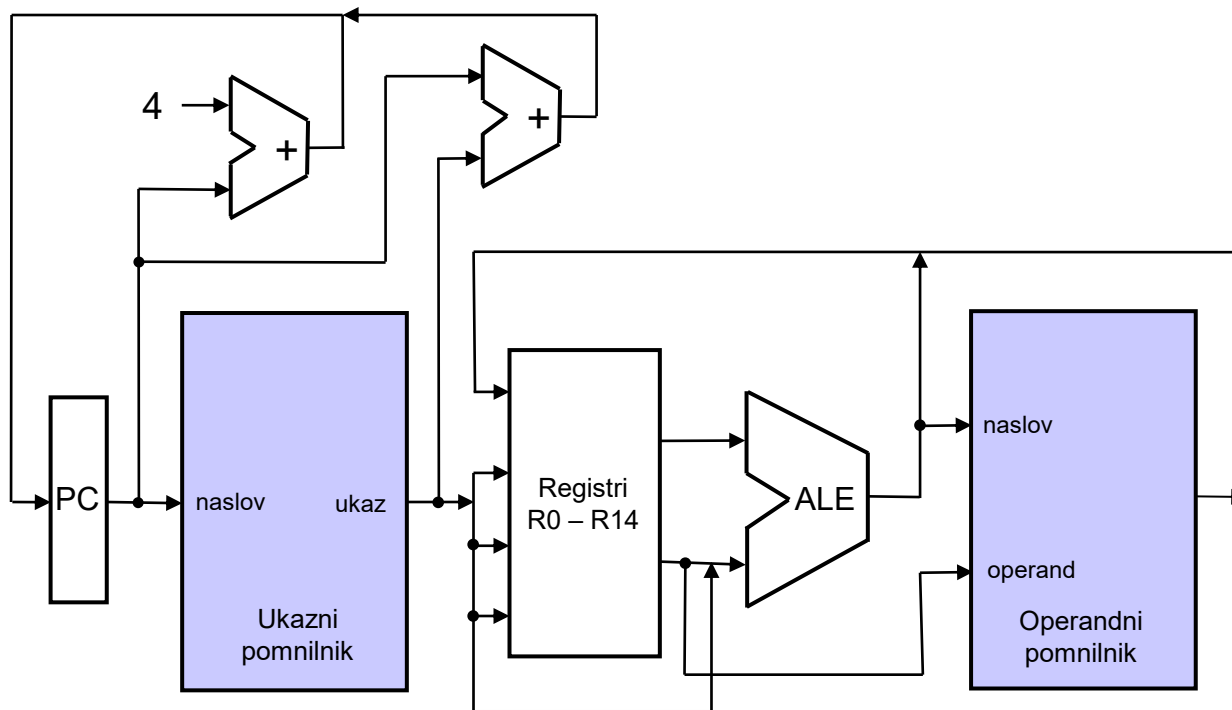 4
+
+
PC
naslov
ukaz
Ukazni
pomnilnik
Registri
R0 – R14
ALE
naslov
operand
Operandni
pomnilnik